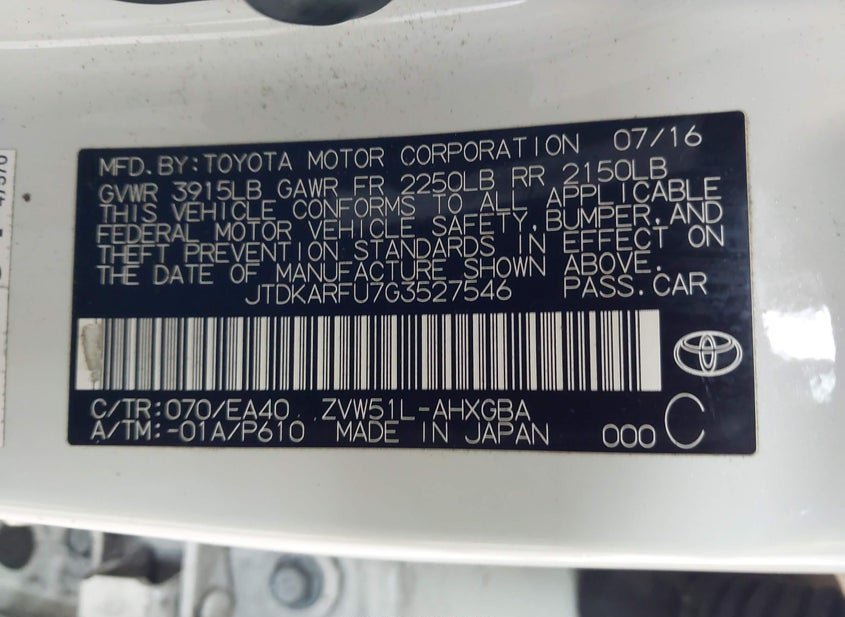 MFD. BY: TOYOTA MOTOR CORPORATION 07/16
GVWR 3915LB GAWR FR 2250LB RR 2150LB
THIS VEHICLE CONFORMS TO ALL APPLICABLE
FEDERAL MOTOR VEHICLE SAFETY, BUMPER, AND
THEFT PREVENTION STANDARDS IN EFFECT ON
THE DATE OF MANUFACTURE SHOWN ABOVE.
JTDKARFU7G3527546 PASS. CAR
C/TR: 070/EA40 ZVW51L-AHXGBA
A/TM: -01A/P610 MADE IN JAPAN 000 C